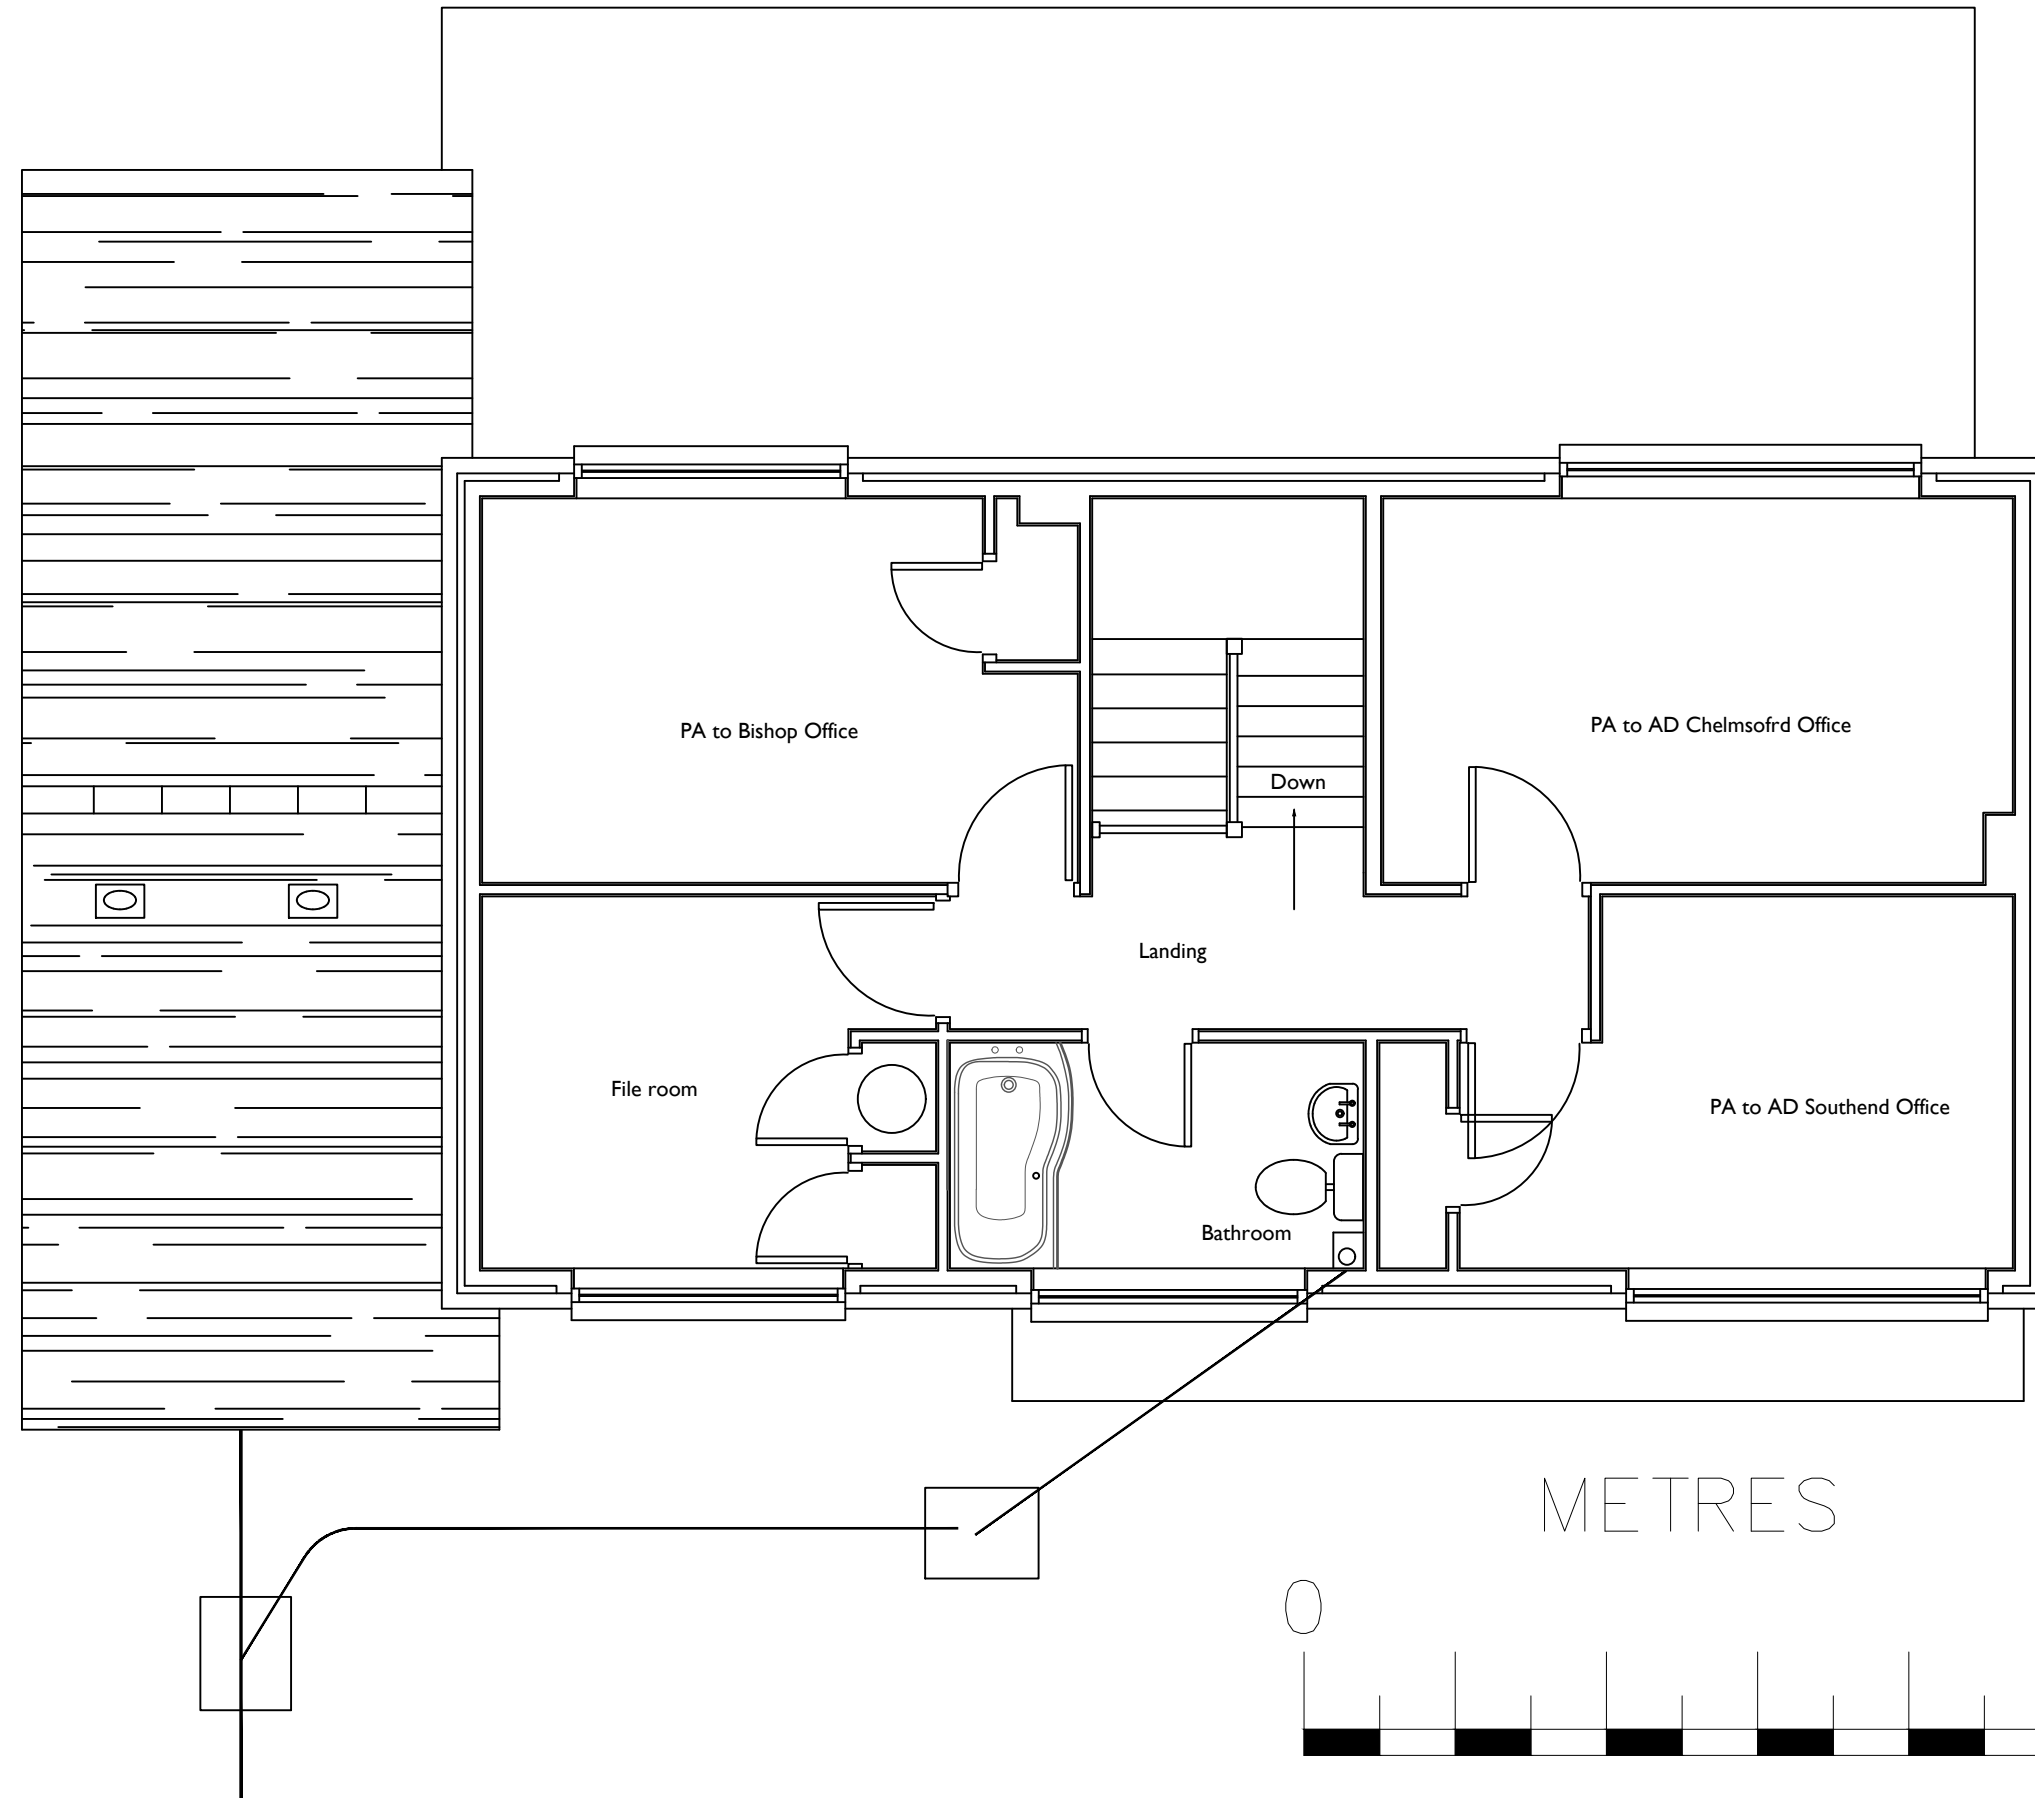 PA to Bishop Office
PA to AD Chelmsofrd Office
Down
Landing
File room
PA to AD Southend Office
Bathroom
METRES
0